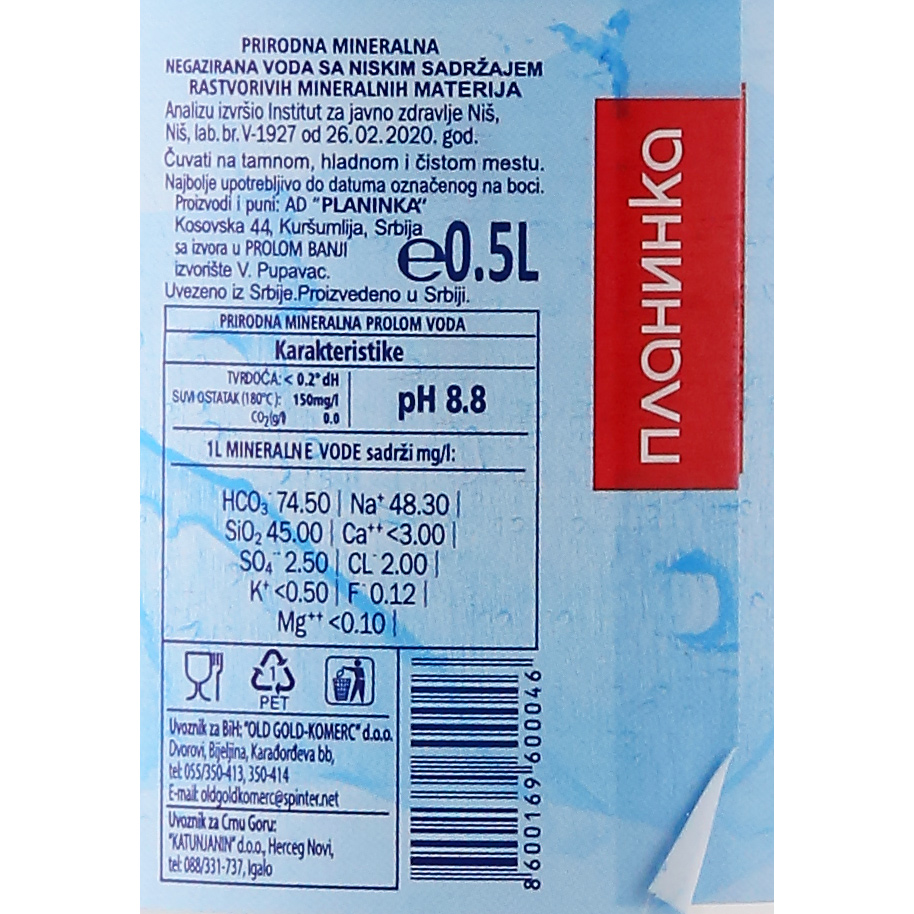 PRIRODNA MINERALNA
NEGAZIRANA VODA SA NISKIM SADRŽAJEM
RASTVORIVIH MINERALNIH MATERIJA
Analizu izvršio Institut za javno zdravlje Niš,
Niš, lab. br. V-1927 od 26.02.2020. god.
Čuvati na tamnom, hladnom i čistom mestu.
Najbolje upotrebljivo do datuma označenog na boci.
Proizvodi i puni: AD "PLANINKA"
Kosovska 44, Kuršumlija, Srbija
sa izvora u PROLOM BANJI
izvorište V. Pupavac.
℮0.5L
Uvezeno iz Srbije.Proizvedeno u Srbiji.
PRIRODNA MINERALNA PROLOM VODA
Karakteristike
TVRDOĆA: < 0.2°dH
SUVI OSTATAK (180°C): 150mg/l
CO₂(g/l) 0.0
pH 8.8
1L MINERALNE VODE sadrži mg/l:
HCO₃⁻ 74.50 | Na⁺ 48.30 |
SiO₂ 45.00 | Ca⁺⁺ <3.00 |
SO₄⁻⁻ 2.50 | CL⁻ 2.00 |
K⁺ <0.50 | F⁻ 0.12 |
Mg⁺⁺ <0.10 |
1
PET
Uvoznik za BiH: "OLD GOLD-KOMERC" d.o.o.
Dvorovi, Bijeljina, Karađorđeva bb,
tel: 055/350-413, 350-414
E-mail: oldgoldkomerc@spinter.net
Uvoznik za Crnu Goru:
"KATUNJANIN" d.o.o., Herceg Novi,
tel: 088/331-737, Igalo
8600169600046
планинка